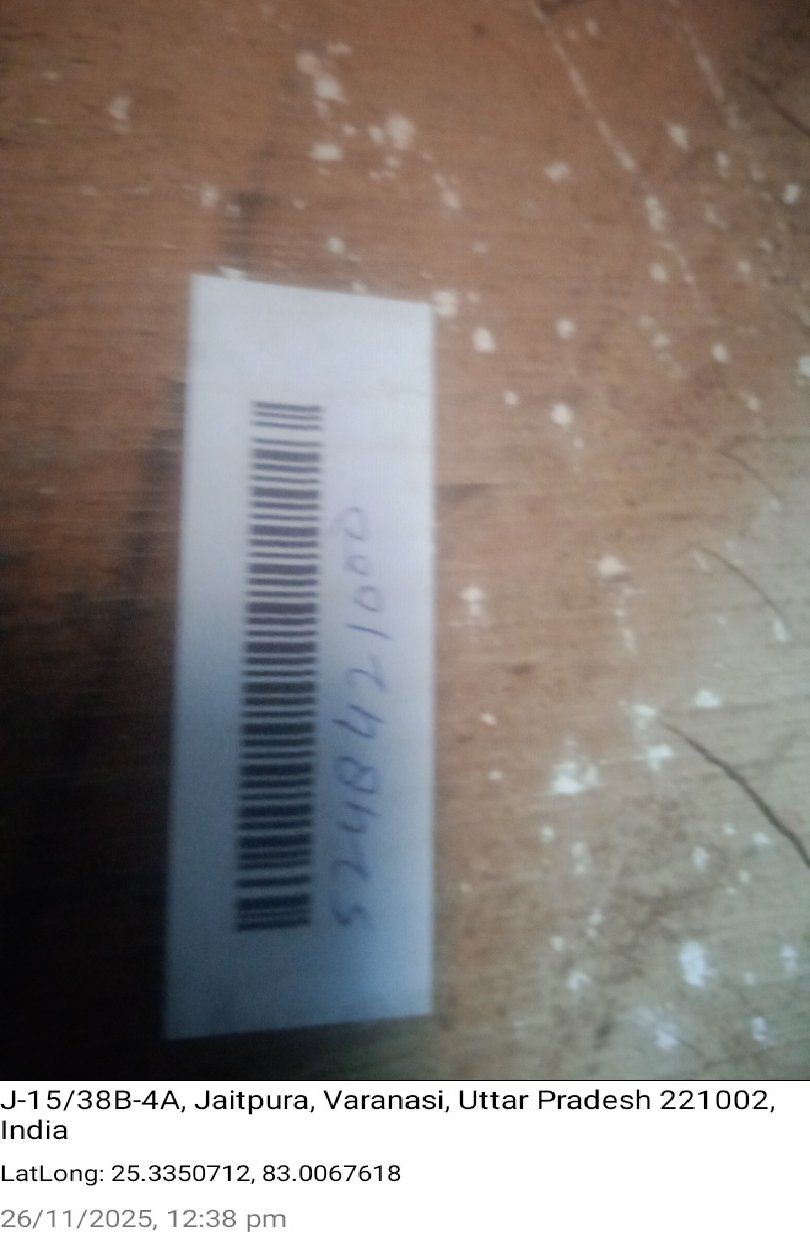 5248421000
J-15/38B-4A, Jaitpura, Varanasi, Uttar Pradesh 221002,
India
LatLong: 25.3350712, 83.0067618
26/11/2025, 12:38 pm